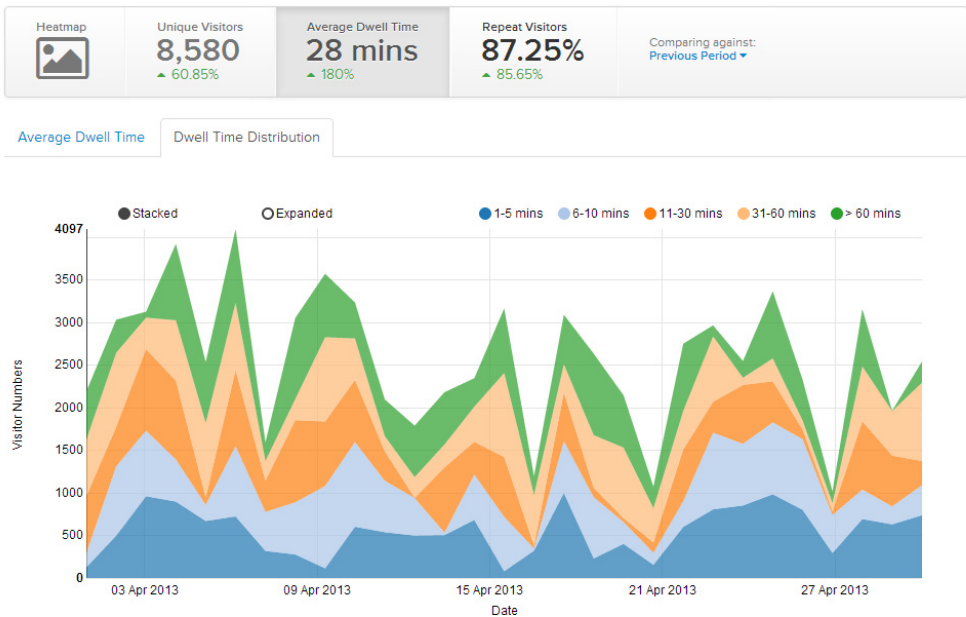 Heatmap
Unique Visitors
8,580
60.85%
Average Dwell Time
28 mins
180%
Repeat Visitors
87.25%
85.65%
Comparing against:
Previous Period
Average Dwell Time
Dwell Time Distribution
Stacked
Expanded
1-5 mins
6-10 mins
11-30 mins
31-60 mins
> 60 mins
4097
3500
3000
2500
2000
1500
1000
500
0
Visitor Numbers
03 Apr 2013
09 Apr 2013
15 Apr 2013
21 Apr 2013
27 Apr 2013
Date